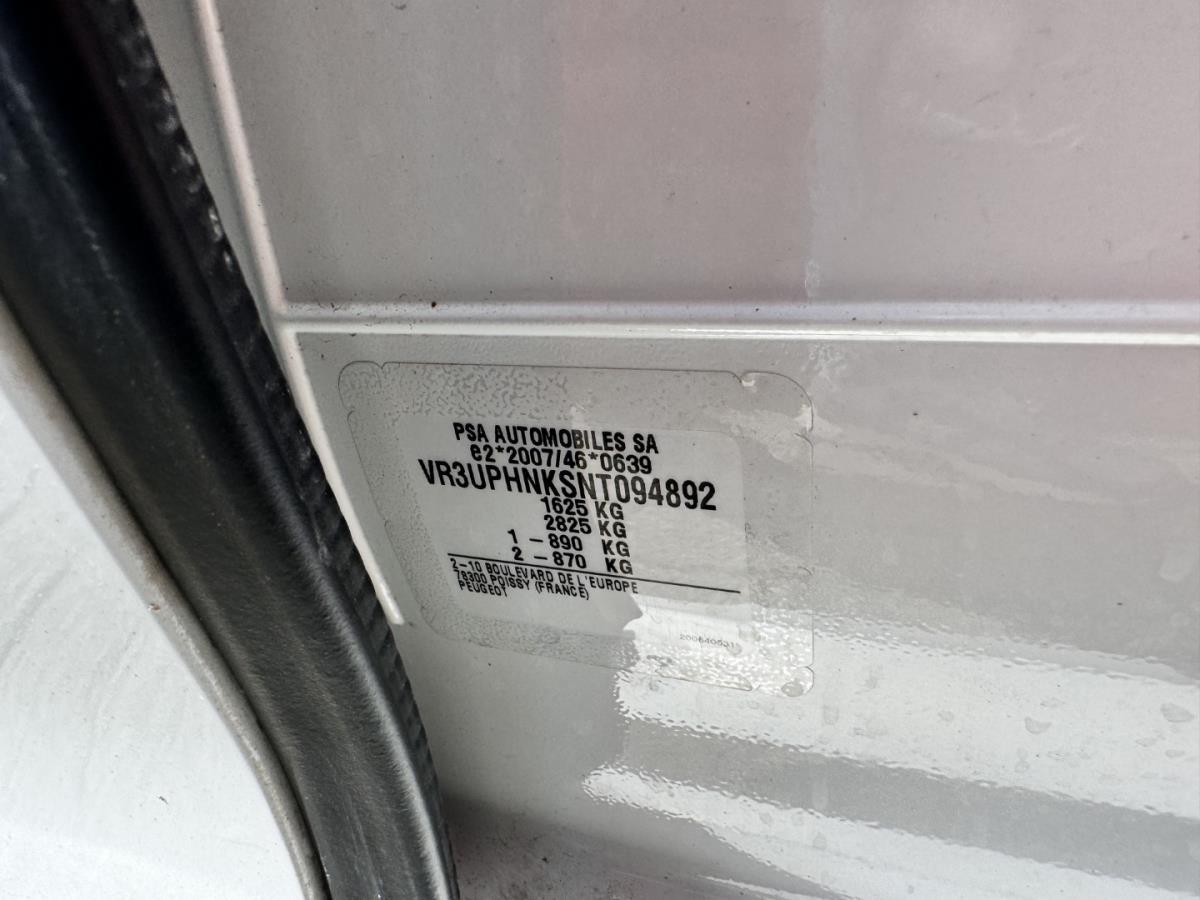 PSA AUTOMOBILES SA
e2*2007/46*0639
VR3UPHNKSNT094892
1625 KG
2825 KG
1 – 890 KG
2 – 870 KG
2–10 BOULEVARD DE L'EUROPE
78300 POISSY (FRANCE)
PEUGEOT
200640531